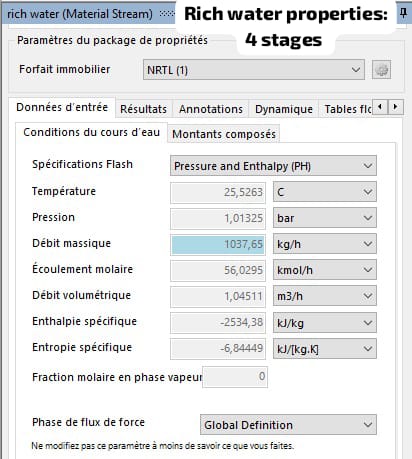 rich water (Material Stream)
Rich water properties:
4 stages
Paramètres du package de propriétés
Forfait immobilier NRTL (1)
Données d'entrée Résultats Annotations Dynamique Tables
Conditions du cours d'eau Montants composés
Spécifications Flash Pressure and Enthalpy (PH)
Température 25,5263 C
Pression 1,01325 bar
Débit massique 1037,65 kg/h
Écoulement molaire 56,0295 kmol/h
Débit volumétrique 1,04511 m3/h
Enthalpie spécifique -2534,38 kJ/kg
Entropie spécifique -6,84449 kJ/[kg.K]
Fraction molaire en phase vapeur 0
Phase de flux de force Global Definition
Ne modifiez pas ce paramètre à moins de savoir ce que vous faites.